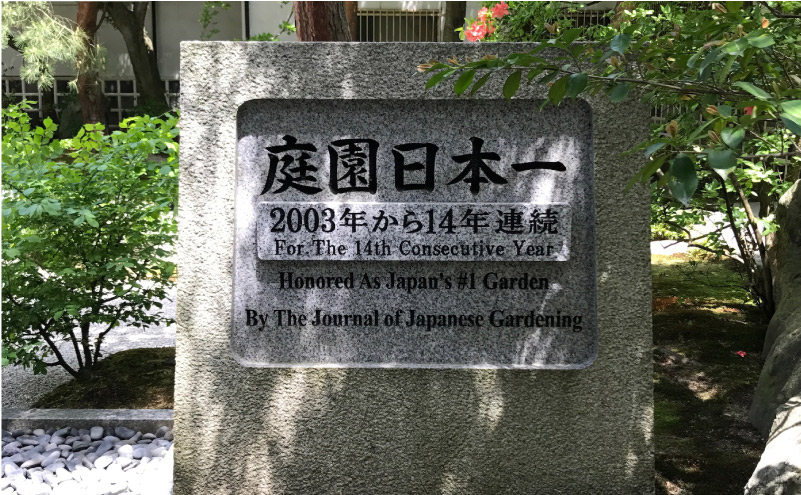 庭園日本一
2003年から14年連続
For The 14th Consecutive Year
Honored As Japan's #1 Garden
By The Journal of Japanese Gardening